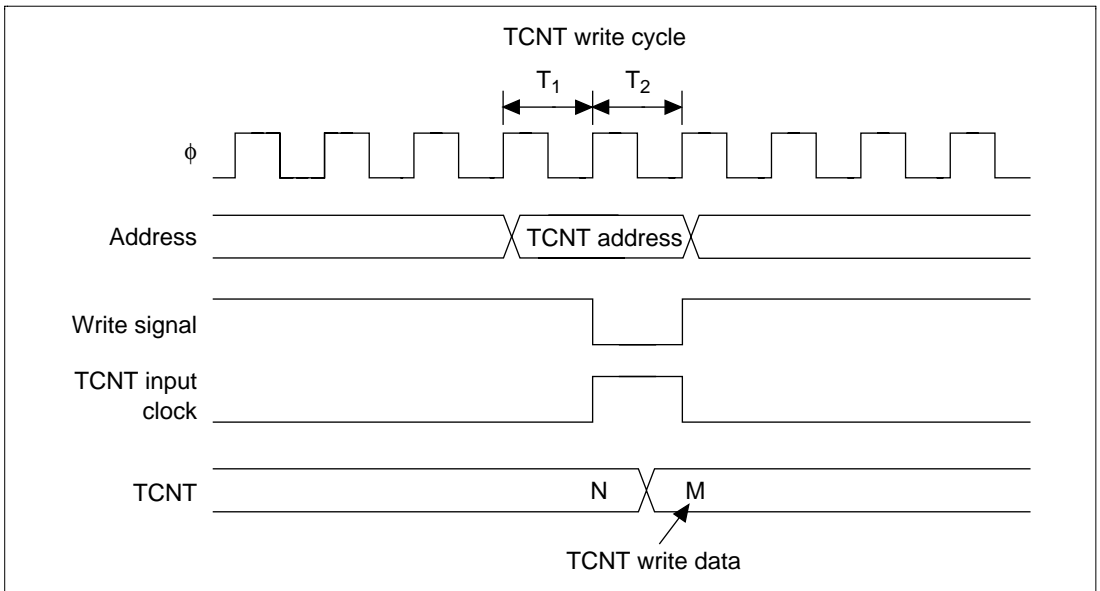 TCNT write cycle
T1 T2
ϕ
Address
TCNT address
Write signal
TCNT input
clock
TCNT
N
M
TCNT write data